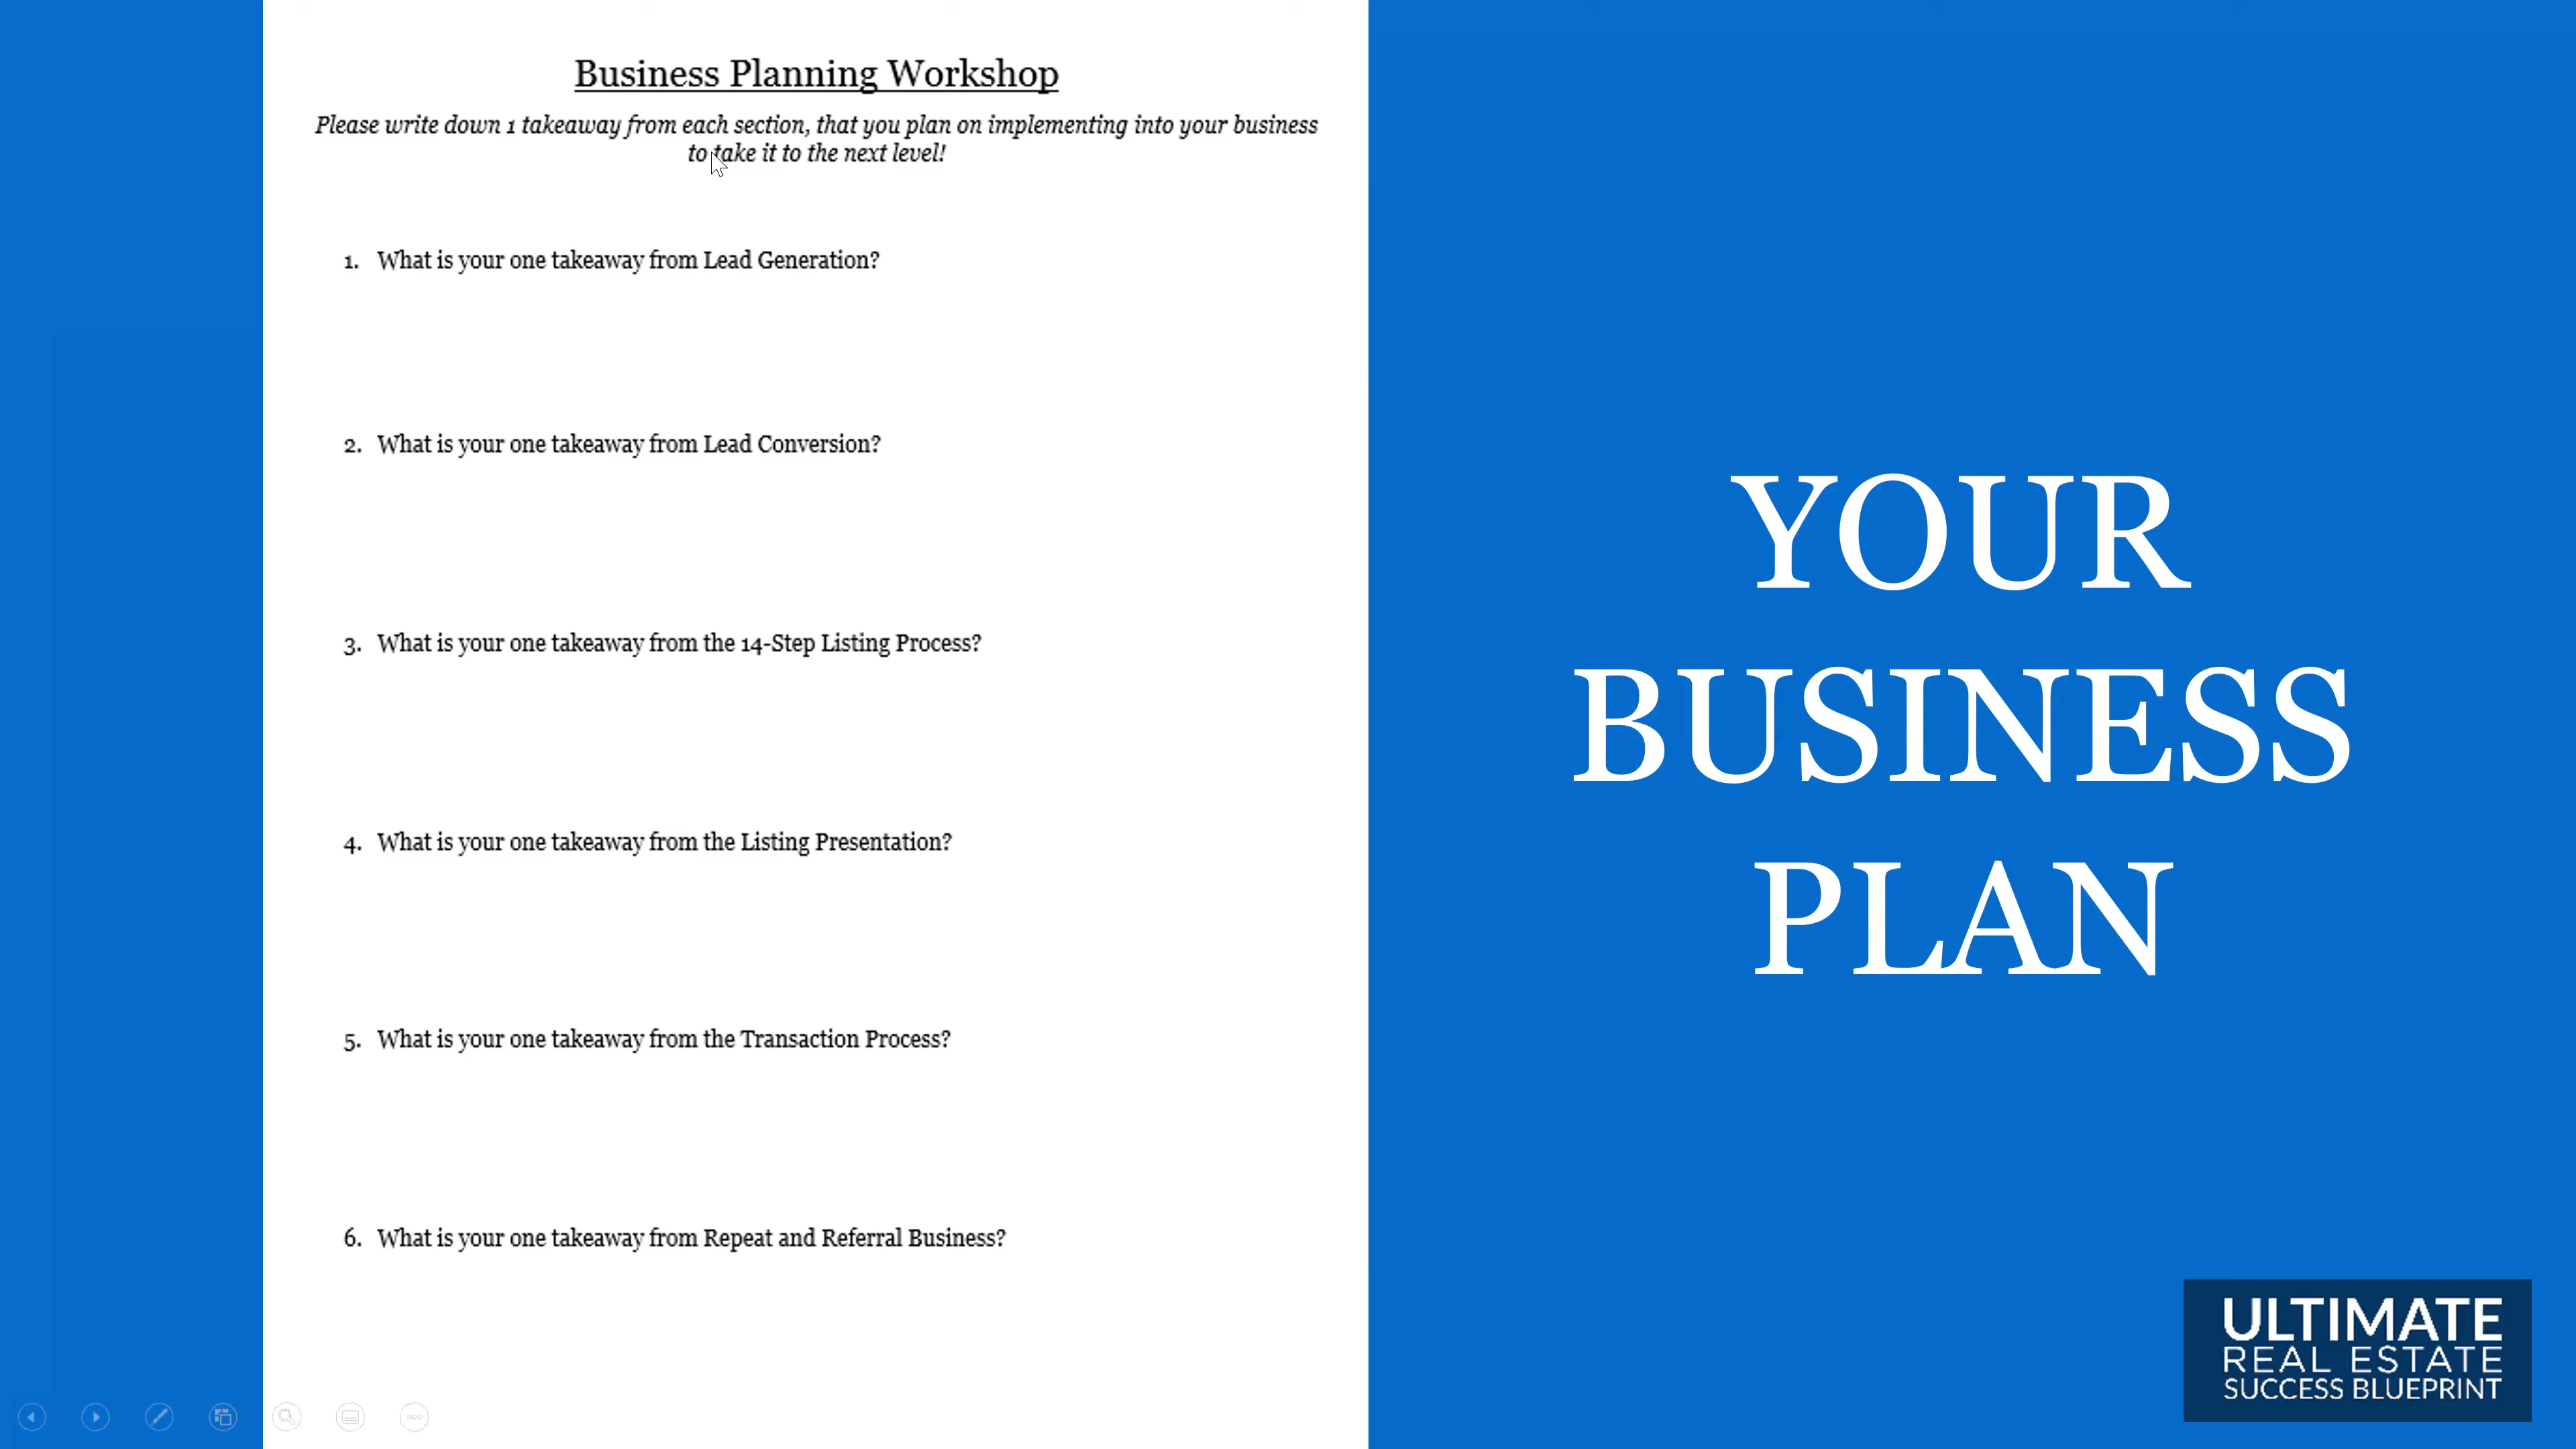 Business Planning Workshop
Please write down 1 takeaway from each section, that you plan on implementing into your business
to take it to the next level!
1. What is your one takeaway from Lead Generation?
2. What is your one takeaway from Lead Conversion?
3. What is your one takeaway from the 14-Step Listing Process?
4. What is your one takeaway from the Listing Presentation?
5. What is your one takeaway from the Transaction Process?
6. What is your one takeaway from Repeat and Referral Business?
YOUR
BUSINESS
PLAN
ULTIMATE
REAL ESTATE
SUCCESS BLUEPRINT